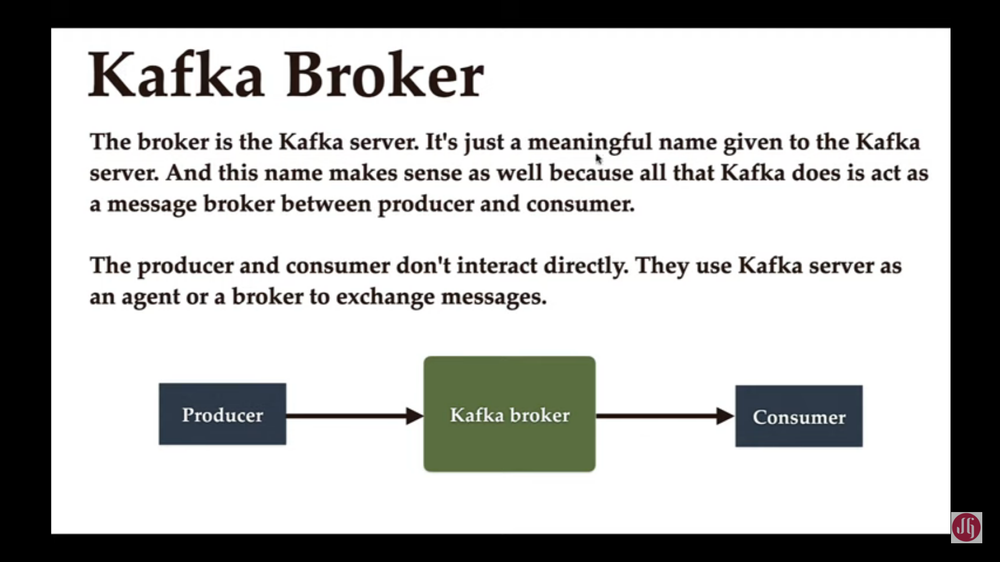 Kafka Broker
The broker is the Kafka server. It's just a meaningful name given to the Kafka
server. And this name makes sense as well because all that Kafka does is act as
a message broker between producer and consumer.
The producer and consumer don't interact directly. They use Kafka server as
an agent or a broker to exchange messages.
Producer
Kafka broker
Consumer